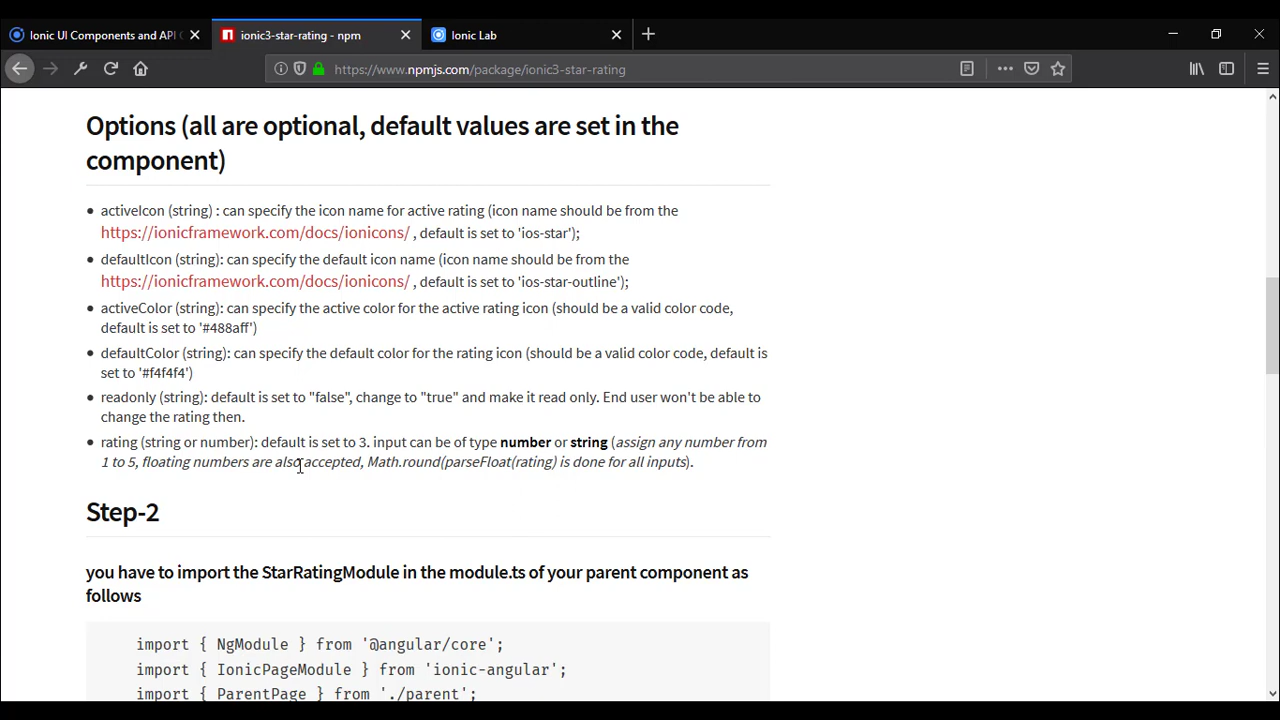 Ionic UI Components and API
ionic3-star-rating - npm
Ionic Lab
https://www.npmjs.com/package/ionic3-star-rating
Options (all are optional, default values are set in the
component)
activeIcon (string) : can specify the icon name for active rating (icon name should be from the
https://ionicframework.com/docs/ionicons/ , default is set to 'ios-star');
defaultIcon (string): can specify the default icon name (icon name should be from the
https://ionicframework.com/docs/ionicons/ , default is set to 'ios-star-outline');
activeColor (string): can specify the active color for the active rating icon (should be a valid color code,
default is set to '#488aff')
defaultColor (string): can specify the default color for the rating icon (should be a valid color code, default is
set to '#f4f4f4')
readonly (string): default is set to "false", change to "true" and make it read only. End user won't be able to
change the rating then.
rating (string or number): default is set to 3. input can be of type number or string (assign any number from
1 to 5, floating numbers are also accepted, Math.round(parseFloat(rating) is done for all inputs).
Step-2
you have to import the StarRatingModule in the module.ts of your parent component as
follows
import { NgModule } from '@angular/core';
import { IonicPageModule } from 'ionic-angular';
import { ParentPage } from './parent';